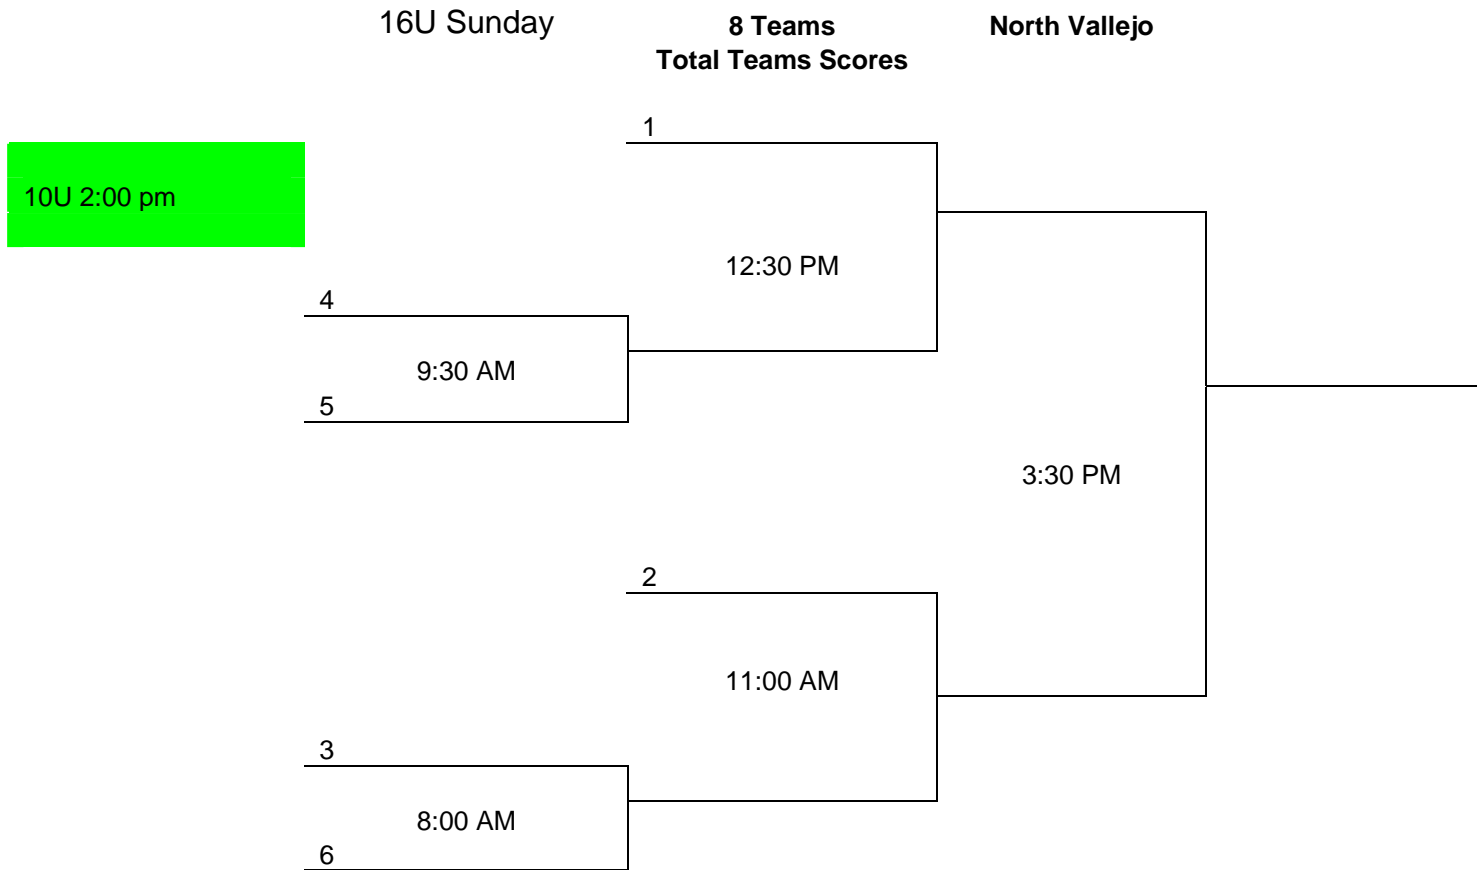 16U Sunday
8 Teams
North Vallejo
Total Teams Scores
1
10U 2:00 pm
12:30 PM
4
9:30 AM
5
3:30 PM
2
11:00 AM
3
8:00 AM
6